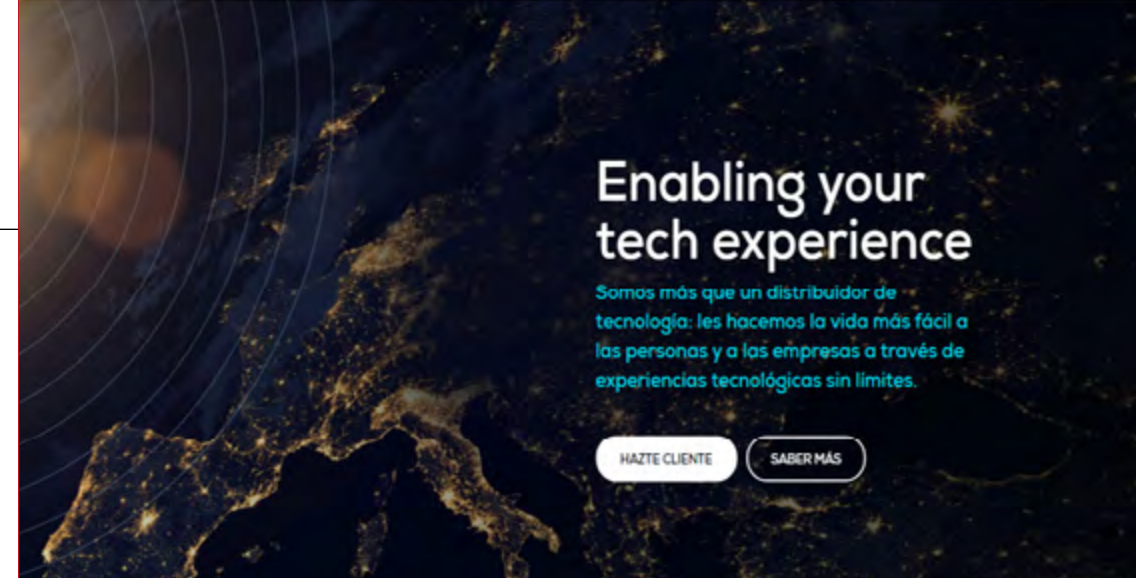 Enabling your
tech experience
Somos más que un distribuidor de
tecnología: les hacemos la vida más fácil a
las personas y a las empresas a través de
experiencias tecnológicas sin límites.
HAZTE CLIENTE
SABER MÁS